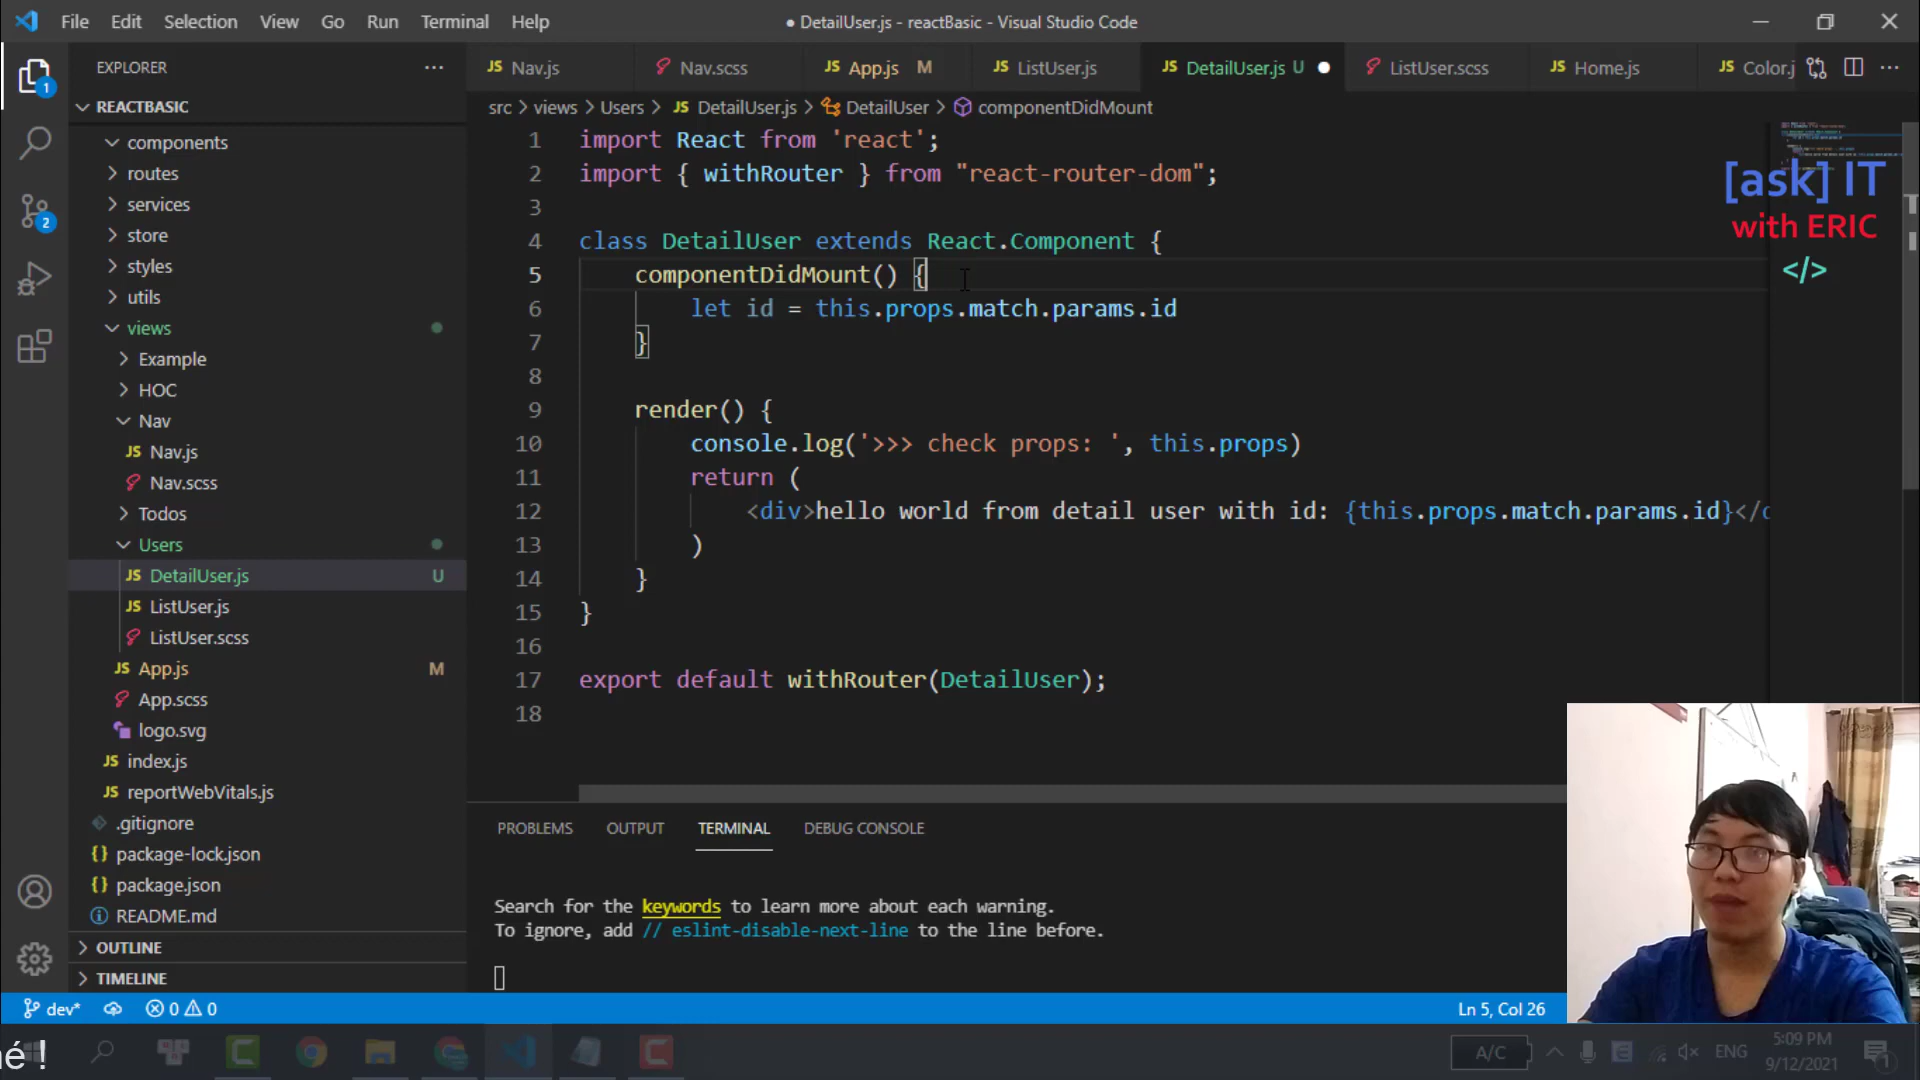 File Edit Selection View Go Run Terminal Help
● DetailUser.js - reactBasic - Visual Studio Code
EXPLORER
JS Nav.js
Nav.scss
JS App.js M
JS ListUser.js
JS DetailUser.js U
ListUser.scss
JS Home.js
JS Color.j
REACTBASIC
src > views > Users > JS DetailUser.js > DetailUser > componentDidMount
components
routes
services
store
styles
utils
views
Example
HOC
Nav
JS Nav.js
Nav.scss
Todos
Users
JS DetailUser.js U
JS ListUser.js
ListUser.scss
JS App.js M
App.scss
logo.svg
JS index.js
JS reportWebVitals.js
.gitignore
{} package-lock.json
{} package.json
README.md
OUTLINE
TIMELINE
1 import React from 'react';
2 import { withRouter } from "react-router-dom";
3
4 class DetailUser extends React.Component {
5 componentDidMount() {
6 let id = this.props.match.params.id
7 }
8
9 render() {
10 console.log('>>> check props: ', this.props)
11 return (
12 <div>hello world from detail user with id: {this.props.match.params.id}</d
13 )
14 }
15 }
16
17 export default withRouter(DetailUser);
18
[ask] IT
with ERIC
</>
PROBLEMS OUTPUT TERMINAL DEBUG CONSOLE
Search for the keywords to learn more about each warning.
To ignore, add // eslint-disable-next-line to the line before.
1
2
dev* 0 0
Ln 5, Col 26
né !
A/C
ENG
5:09 PM
9/12/2021
1